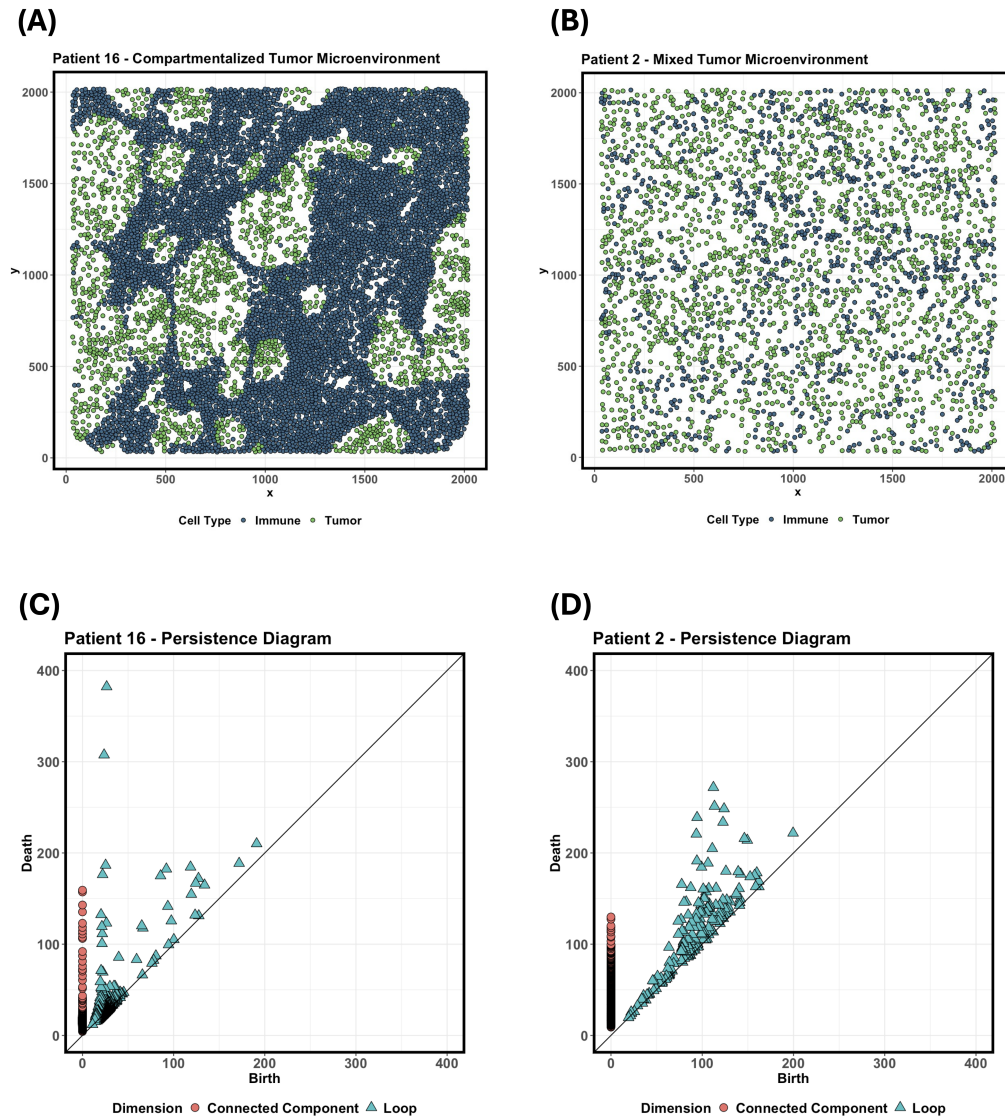 (A)
Patient 16 - Compartmentalized Tumor Microenvironment
2000
1500
1000
500
0
y
0 500 1000 1500 2000
x
Cell Type Immune Tumor
(B)
Patient 2 - Mixed Tumor Microenvironment
2000
1500
1000
500
0
y
0 500 1000 1500 2000
x
Cell Type Immune Tumor
(C)
Patient 16 - Persistence Diagram
400
300
200
100
0
Death
0 100 200 300 400
Birth
Dimension Connected Component Loop
(D)
Patient 2 - Persistence Diagram
400
300
200
100
0
Death
0 100 200 300 400
Birth
Dimension Connected Component Loop